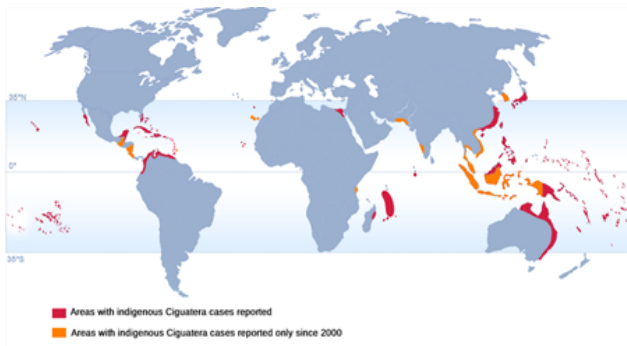 35°N
0°
35°S
Areas with indigenous Ciguatera cases reported
Areas with indigenous Ciguatera cases reported only since 2000